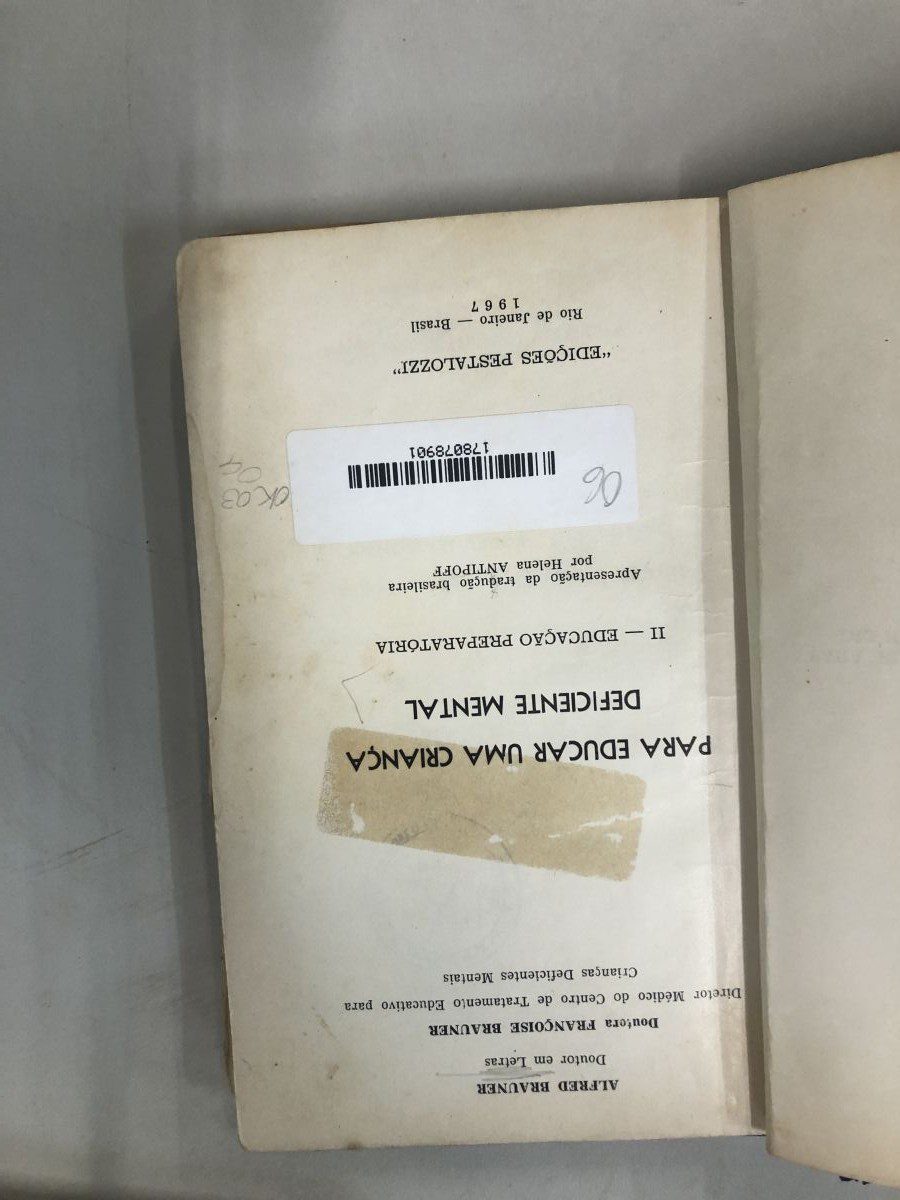 ALFRED BRAUNER
Doutor em Letras
Doutora FRANÇOISE BRAUNER
Diretor Médico do Centro de Tratamento Educativo para
Crianças Deficientes Mentais
PARA EDUCAR UMA CRIANÇA
DEFICIENTE MENTAL
II — EDUCAÇÃO PREPARATÓRIA
Apresentação da tradução brasileira
por Helena ANTIPOFF
06
178078901
"EDIÇÕES PESTALOZZI"
Rio de Janeiro — Brasil
1967